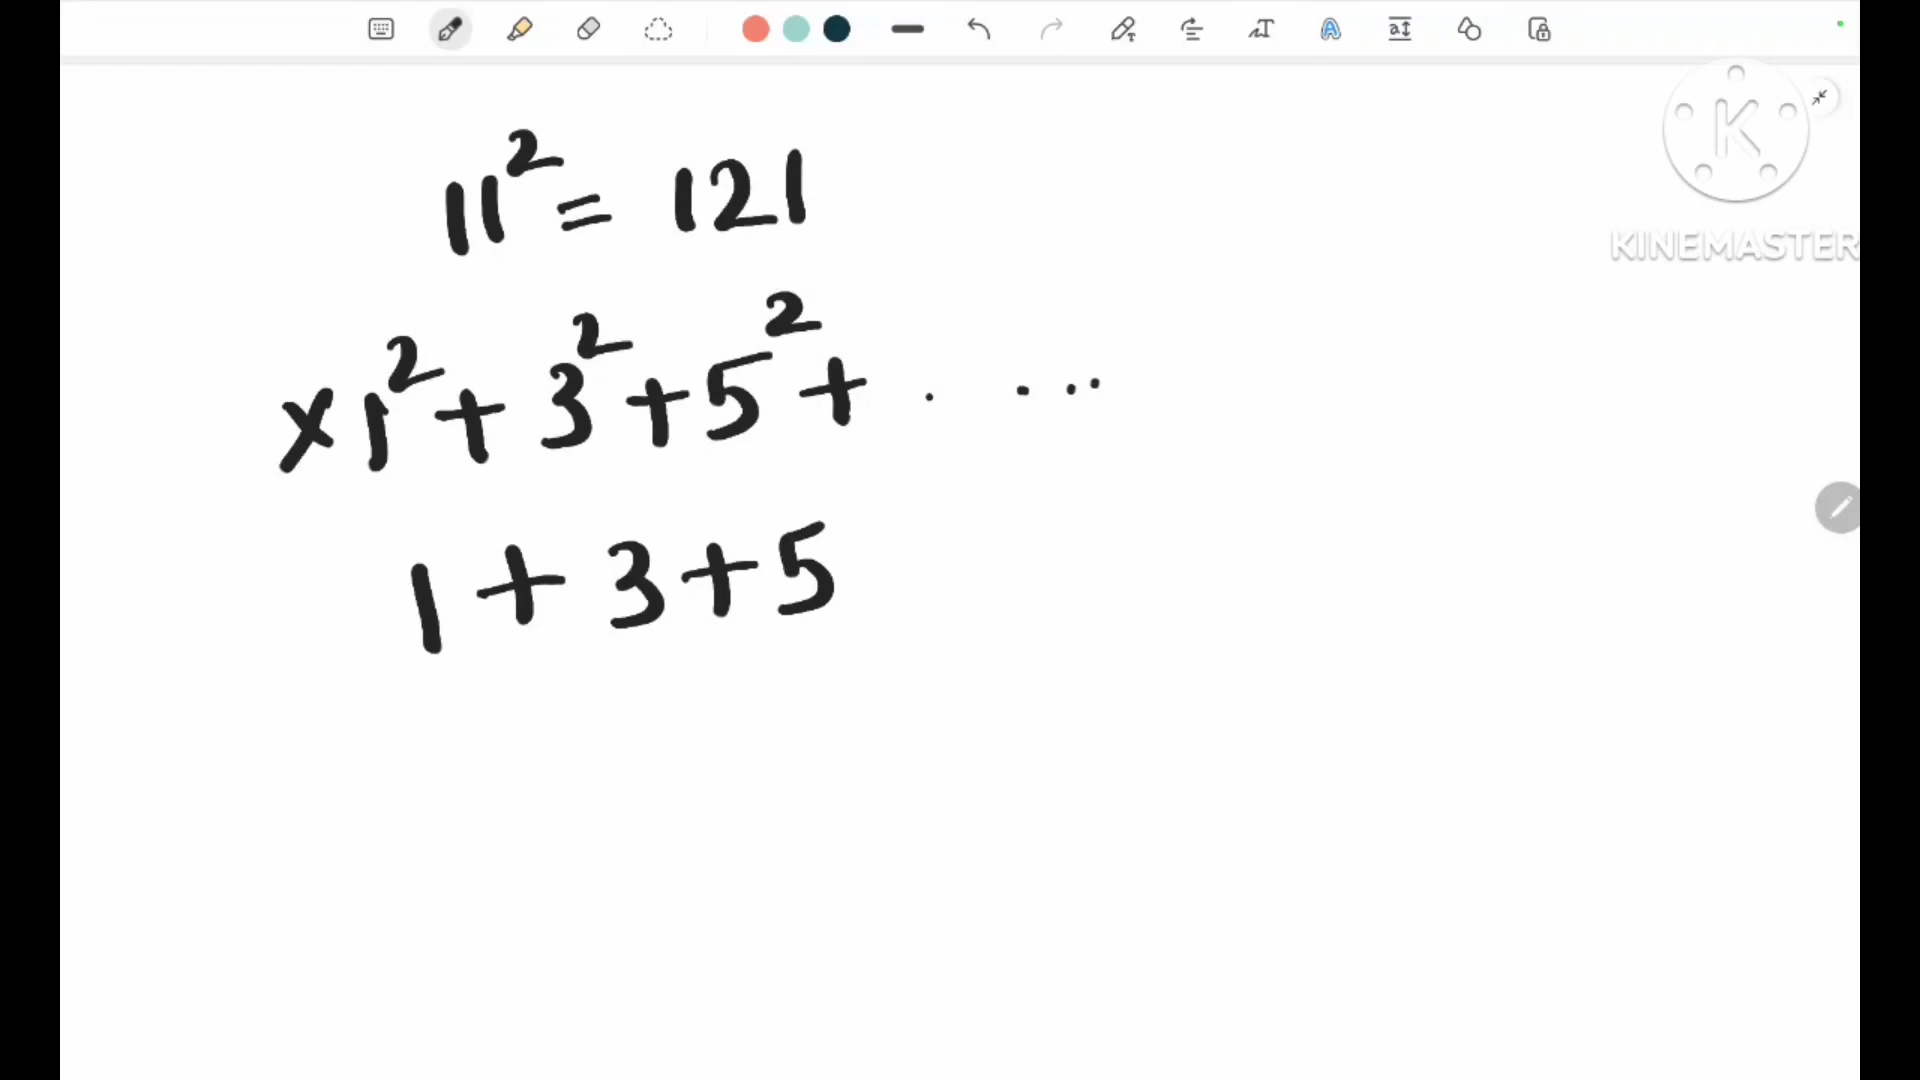 11² = 121
x 1² + 3² + 5² + . ...
1 + 3 + 5
K
KINEMASTER